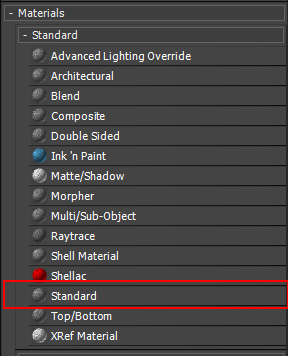 - Materials
- Standard
Advanced Lighting Override
Architectural
Blend
Composite
Double Sided
Ink 'n Paint
Matte/Shadow
Morpher
Multi/Sub-Object
Raytrace
Shell Material
Shellac
Standard
Top/Bottom
XRef Material